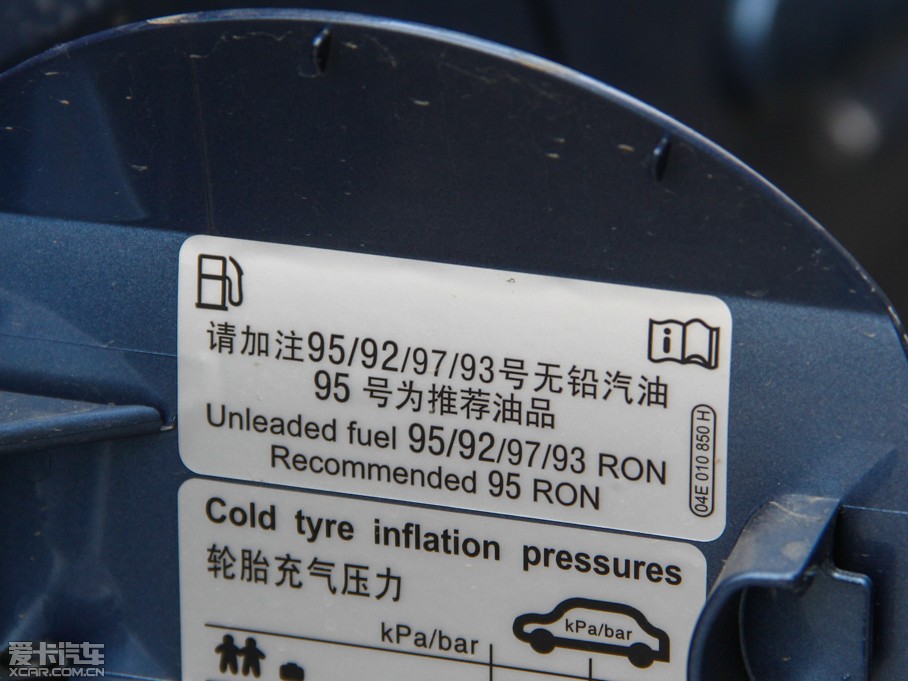 请加注95/92/97/93号无铅汽油
95 号为推荐油品
Unleaded fuel 95/92/97/93 RON
Recommended 95 RON
04E 010 850 H
Cold tyre inflation pressures
轮胎充气压力
kPa/bar
kPa/bar
爱卡汽车
XCAR.COM.CN